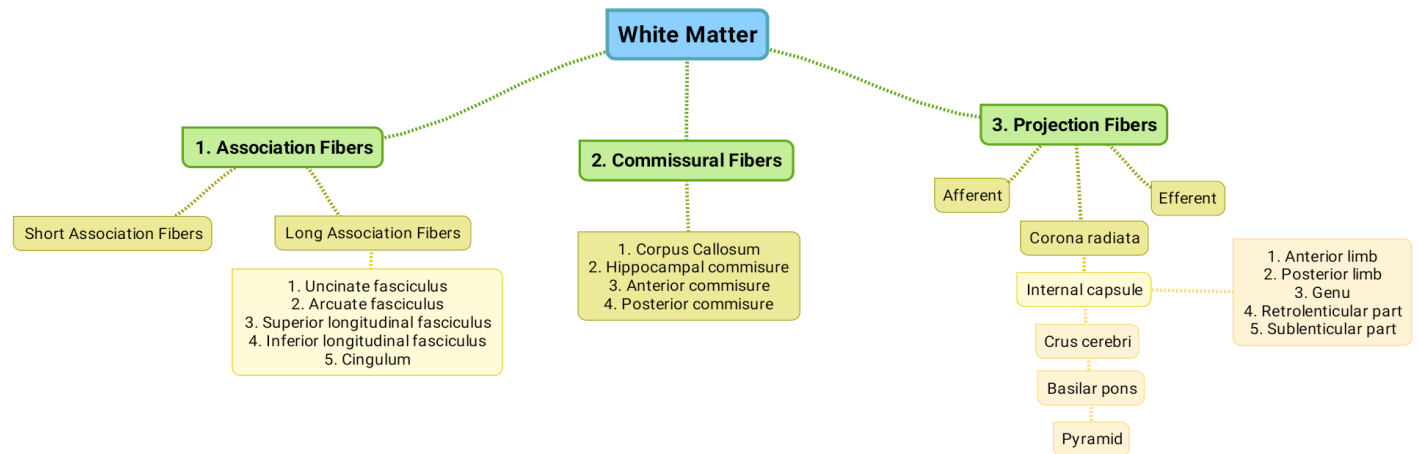 White Matter
1. Association Fibers
Short Association Fibers
Long Association Fibers
1. Uncinate fasciculus
2. Arcuate fasciculus
3. Superior longitudinal fasciculus
4. Inferior longitudinal fasciculus
5. Cingulum
2. Commissural Fibers
1. Corpus Callosum
2. Hippocampal commisure
3. Anterior commisure
4. Posterior commisure
3. Projection Fibers
Afferent
Efferent
Corona radiata
Internal capsule
1. Anterior limb
2. Posterior limb
3. Genu
4. Retrolenticular part
5. Sublenticular part
Crus cerebri
Basilar pons
Pyramid